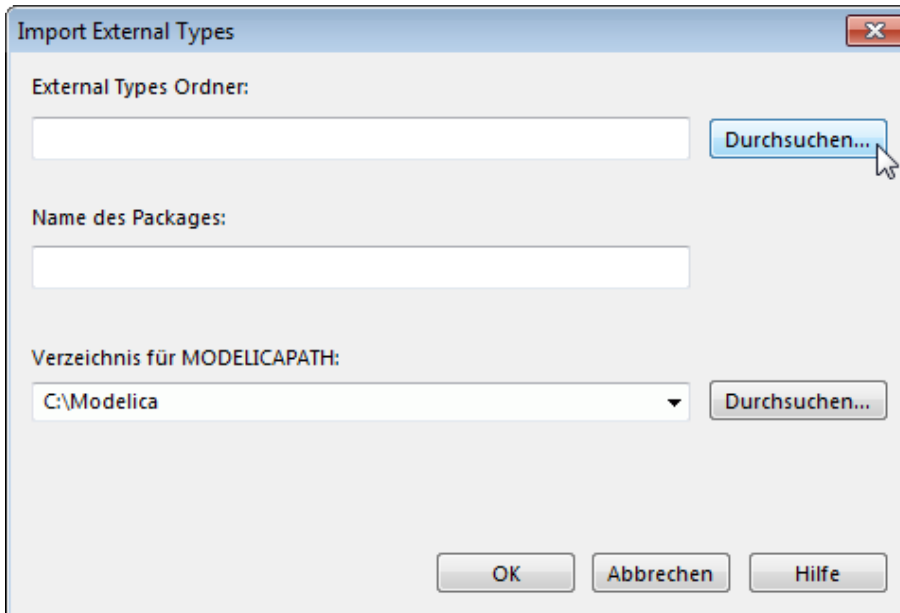 Import External Types
External Types Ordner:
Durchsuchen...
Name des Packages:
Verzeichnis für MODELICAPATH:
C:\Modelica
Durchsuchen...
OK
Abbrechen
Hilfe